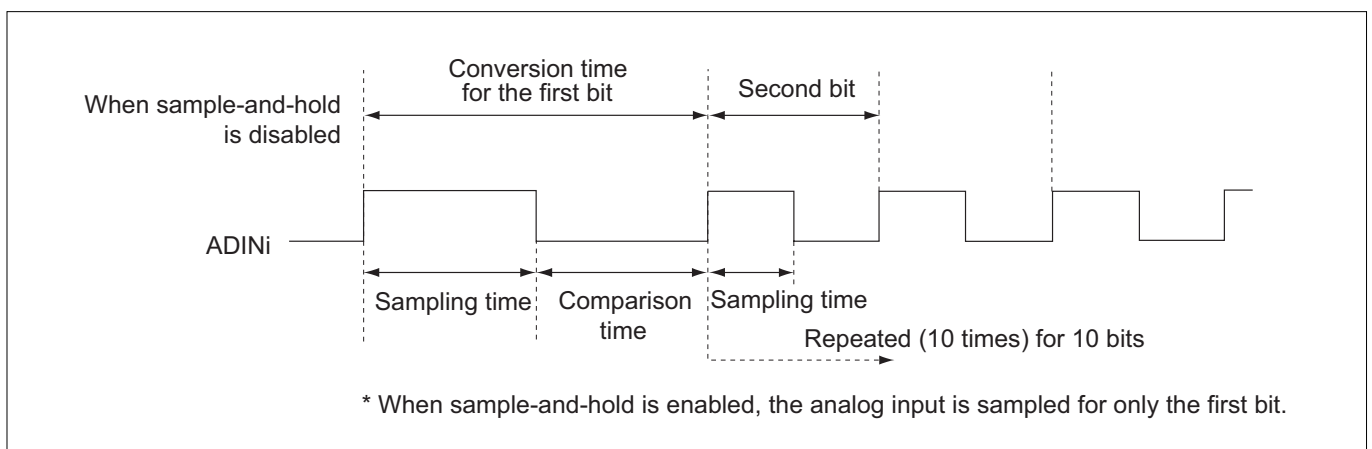 Conversion time
for the first bit
Second bit
When sample-and-hold
is disabled
ADINi
Sampling time
Comparison
time
Sampling time
Repeated (10 times) for 10 bits
* When sample-and-hold is enabled, the analog input is sampled for only the first bit.